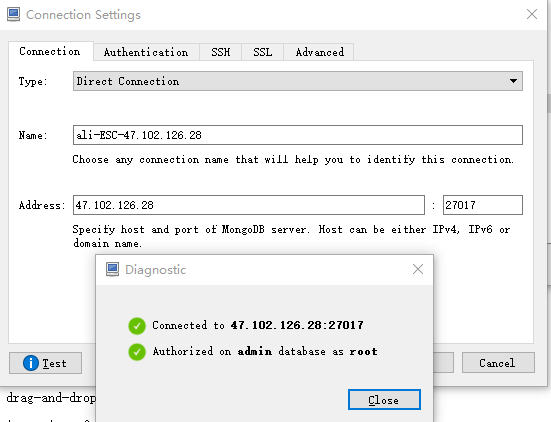 Connection Settings
Connection Authentication SSH SSL Advanced
Type: Direct Connection
Name: ali-ESC-47.102.126.28
Choose any connection name that will help you to identify this connection.
Address: 47.102.126.28 : 27017
Specify host and port of MongoDB server. Host can be either IPv4, IPv6 or
domain name.
Diagnostic
Connected to 47.102.126.28:27017
Authorized on admin database as root
Test Cancel
drag-and-drop
Close